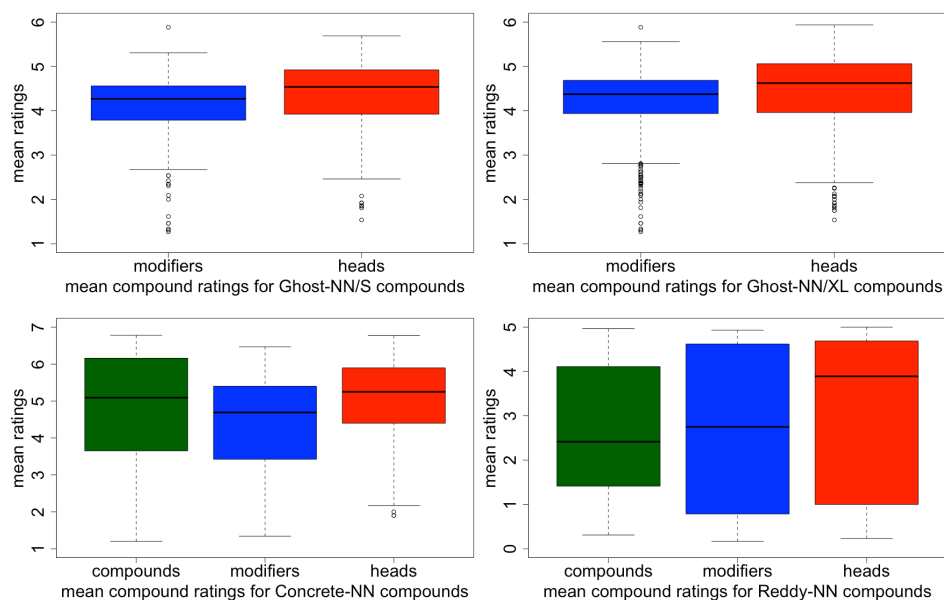 6
5
4
3
2
1
mean ratings
modifiers heads
mean compound ratings for Ghost-NN/S compounds
6
5
4
3
2
1
mean ratings
modifiers heads
mean compound ratings for Ghost-NN/XL compounds
7
6
5
4
3
2
1
mean ratings
compounds modifiers heads
mean compound ratings for Concrete-NN compounds
5
4
3
2
1
0
mean ratings
compounds modifiers heads
mean compound ratings for Reddy-NN compounds